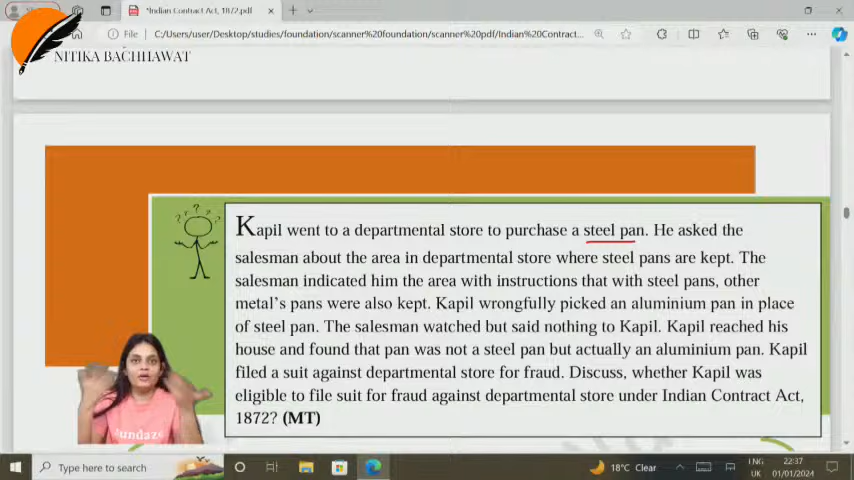 *Indian Contract Act, 1872.pdf
File
C:/Users/user/Desktop/studies/foundation/scanner%20foundation/scanner%20pdf/Indian%20Contract...
NITIKA BACHHAWAT
Kapil went to a departmental store to purchase a steel pan. He asked the
salesman about the area in departmental store where steel pans are kept. The
salesman indicated him the area with instructions that with steel pans, other
metal's pans were also kept. Kapil wrongfully picked an aluminium pan in place
of steel pan. The salesman watched but said nothing to Kapil. Kapil reached his
house and found that pan was not a steel pan but actually an aluminium pan. Kapil
filed a suit against departmental store for fraud. Discuss, whether Kapil was
eligible to file suit for fraud against departmental store under Indian Contract Act,
1872? (MT)
sundaze
Type here to search
18°C Clear
ENG
UK
22:37
01/01/2024